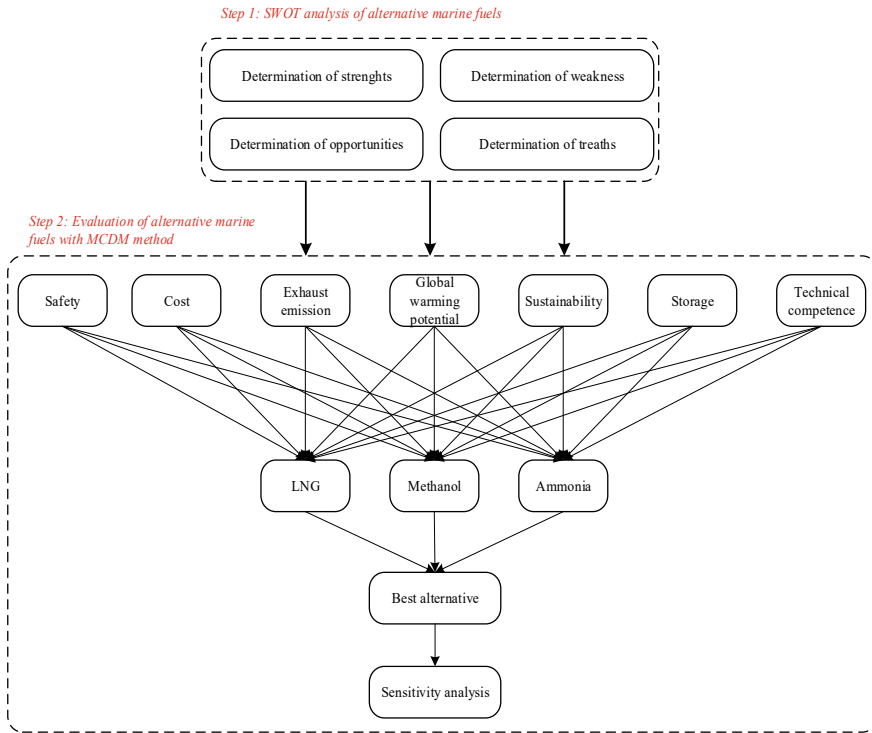 Step 1: SWOT analysis of alternative marine fuels
Determination of strenghts
Determination of weakness
Determination of opportunities
Determination of treaths
Step 2: Evaluation of alternative marine
fuels with MCDM method
Safety
Cost
Exhaust
emission
Global
warming
potential
Sustainability
Storage
Technical
competence
LNG
Methanol
Ammonia
Best alternative
Sensitivity analysis